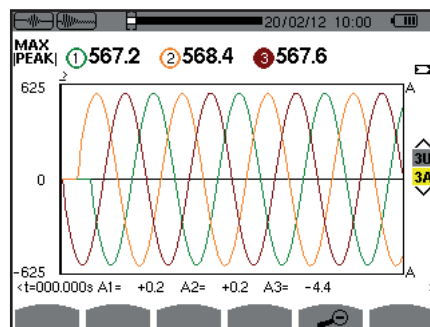 20/02/12 10:00
MAX
|PEAK| 1 567.2 2 568.4 3 567.6
625 A
0
3U
3A
-625 A
<t=000.000s A1= +0.2 A2= +0.2 A3= -4.4